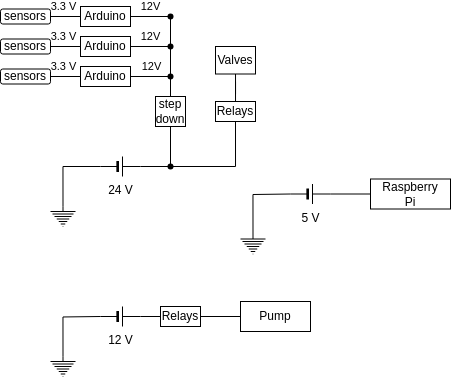 sensors 3.3 V Arduino 12V
sensors 3.3 V Arduino 12V
sensors 3.3 V Arduino 12V
Valves
step
down
Relays
24 V
Raspberry
Pi
5 V
Relays
Pump
12 V